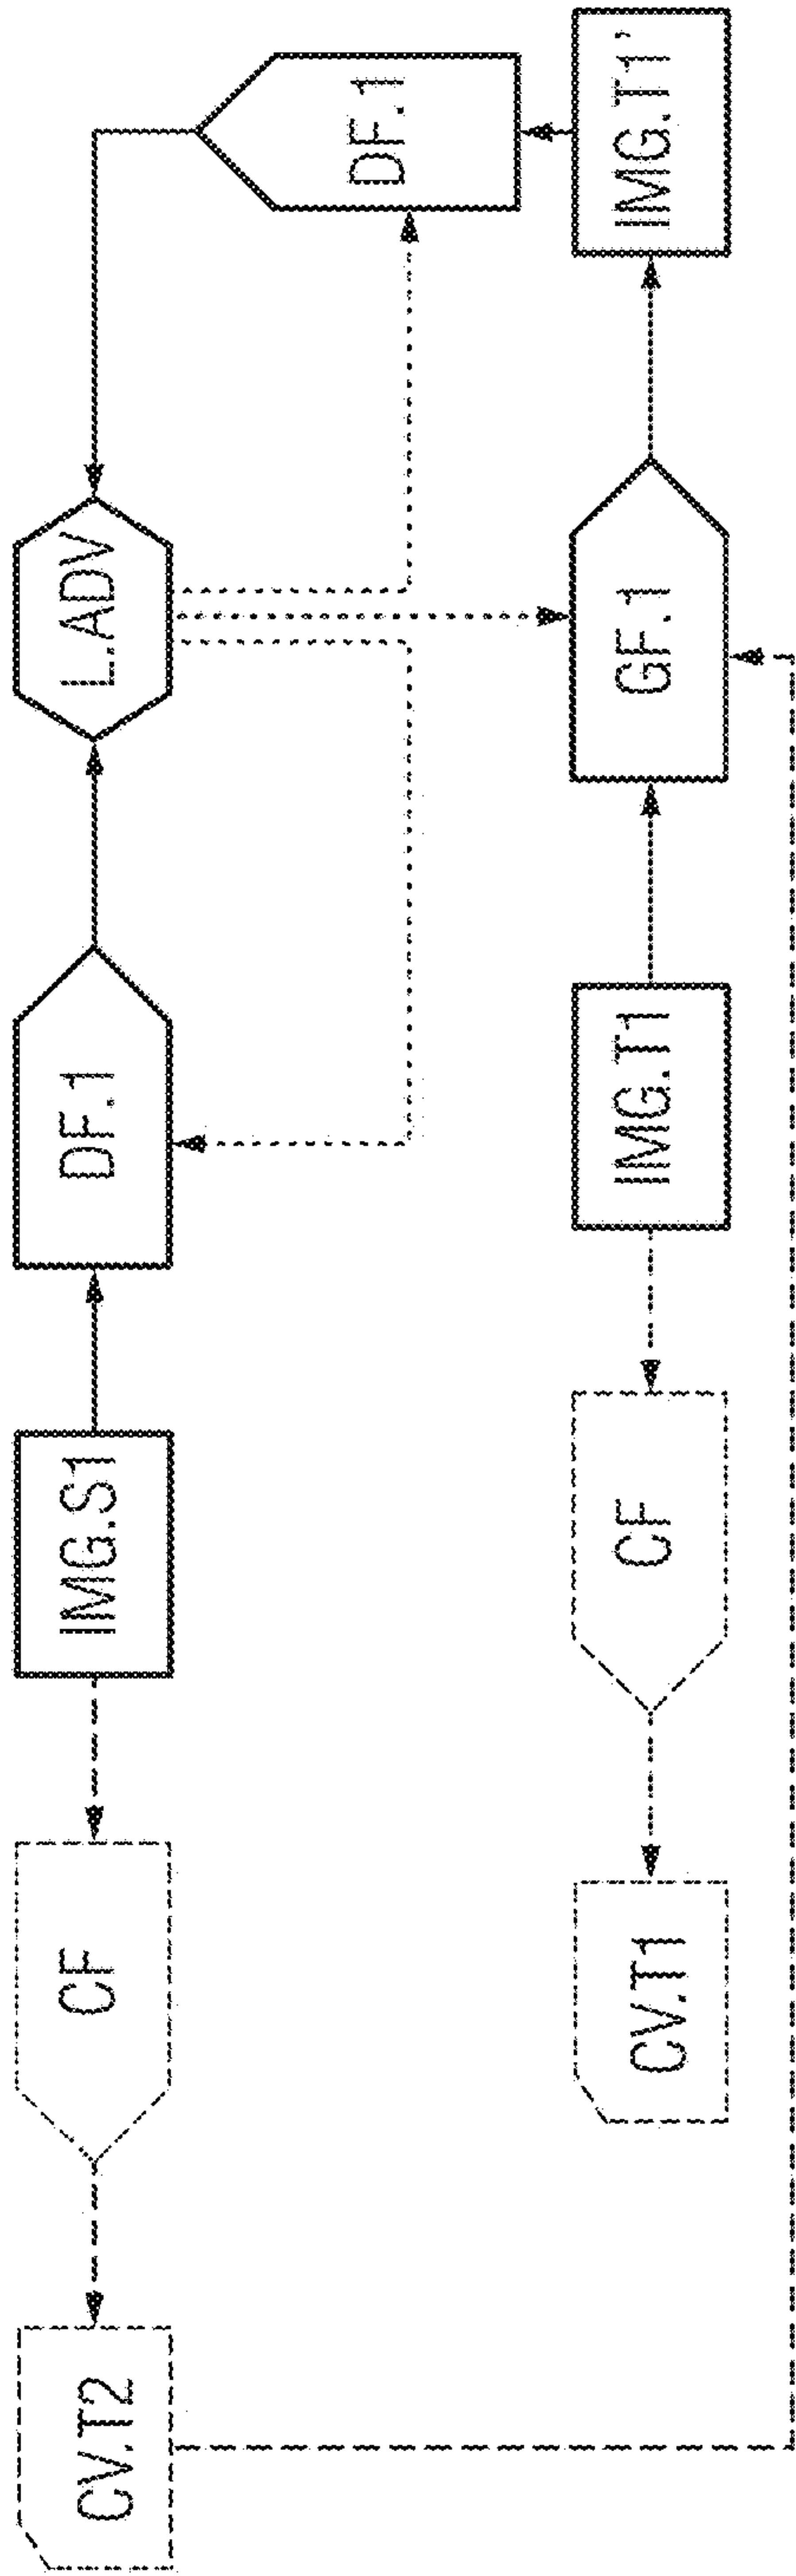 CV.T2
CF
IMG.S1
DF.1
L.ADV
DF.1
CV.T1
CF
IMG.T1
GF.1
IMG.T1'